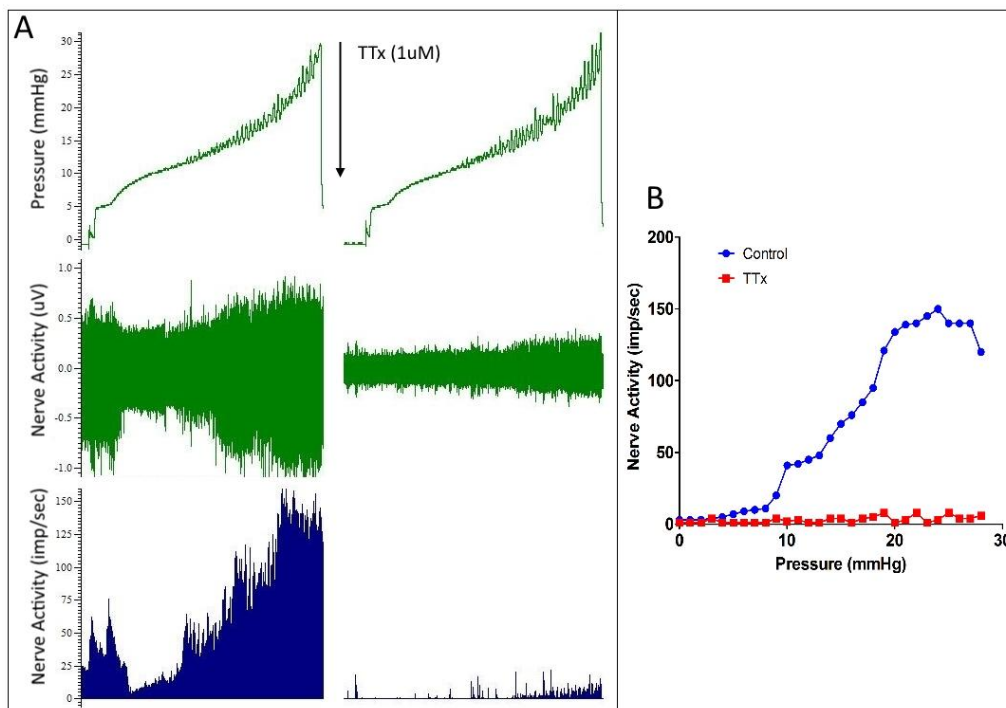 A
TTx (1uM)
Pressure (mmHg)
30
25
20
15
10
5
0
Nerve Activity (uV)
1.0
0.5
0.0
-0.5
-1.0
Nerve Activity (imp/sec)
150
125
100
75
50
25
0
B
Control
TTx
Nerve Activity (imp/sec)
200
150
100
50
0
0 10 20 30
Pressure (mmHg)